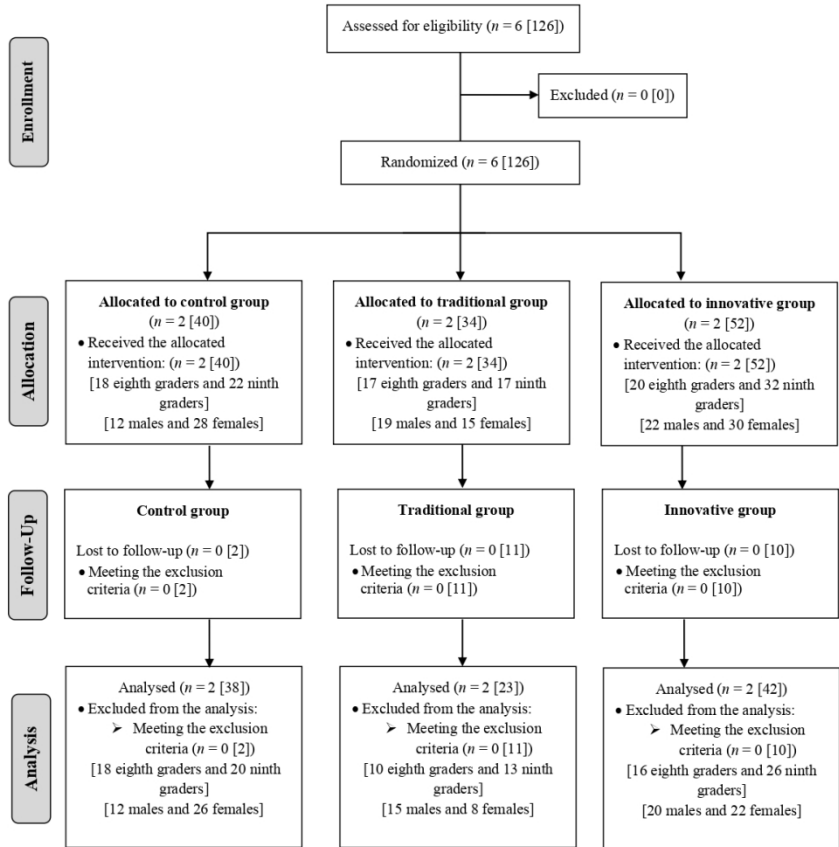 Enrollment
Assessed for eligibility (n = 6 [126])
Excluded (n = 0 [0])
Randomized (n = 6 [126])
Allocation
Allocated to control group
(n = 2 [40])
• Received the allocated
intervention: (n = 2 [40])
[18 eighth graders and 22 ninth
graders]
[12 males and 28 females]
Allocated to traditional group
(n = 2 [34])
• Received the allocated
intervention: (n = 2 [34])
[17 eighth graders and 17 ninth
graders]
[19 males and 15 females]
Allocated to innovative group
(n = 2 [52])
• Received the allocated
intervention: (n = 2 [52])
[20 eighth graders and 32 ninth
graders]
[22 males and 30 females]
Follow-Up
Control group
Lost to follow-up (n = 0 [2])
• Meeting the exclusion
criteria (n = 0 [2])
Traditional group
Lost to follow-up (n = 0 [11])
• Meeting the exclusion
criteria (n = 0 [11])
Innovative group
Lost to follow-up (n = 0 [10])
• Meeting the exclusion
criteria (n = 0 [10])
Analysis
Analysed (n = 2 [38])
• Excluded from the analysis:
➢ Meeting the exclusion
criteria (n = 0 [2])
[18 eighth graders and 20 ninth
graders]
[12 males and 26 females]
Analysed (n = 2 [23])
• Excluded from the analysis:
➢ Meeting the exclusion
criteria (n = 0 [11])
[10 eighth graders and 13 ninth
graders]
[15 males and 8 females]
Analysed (n = 2 [42])
• Excluded from the analysis:
➢ Meeting the exclusion
criteria (n = 0 [10])
[16 eighth graders and 26 ninth
graders]
[20 males and 22 females]